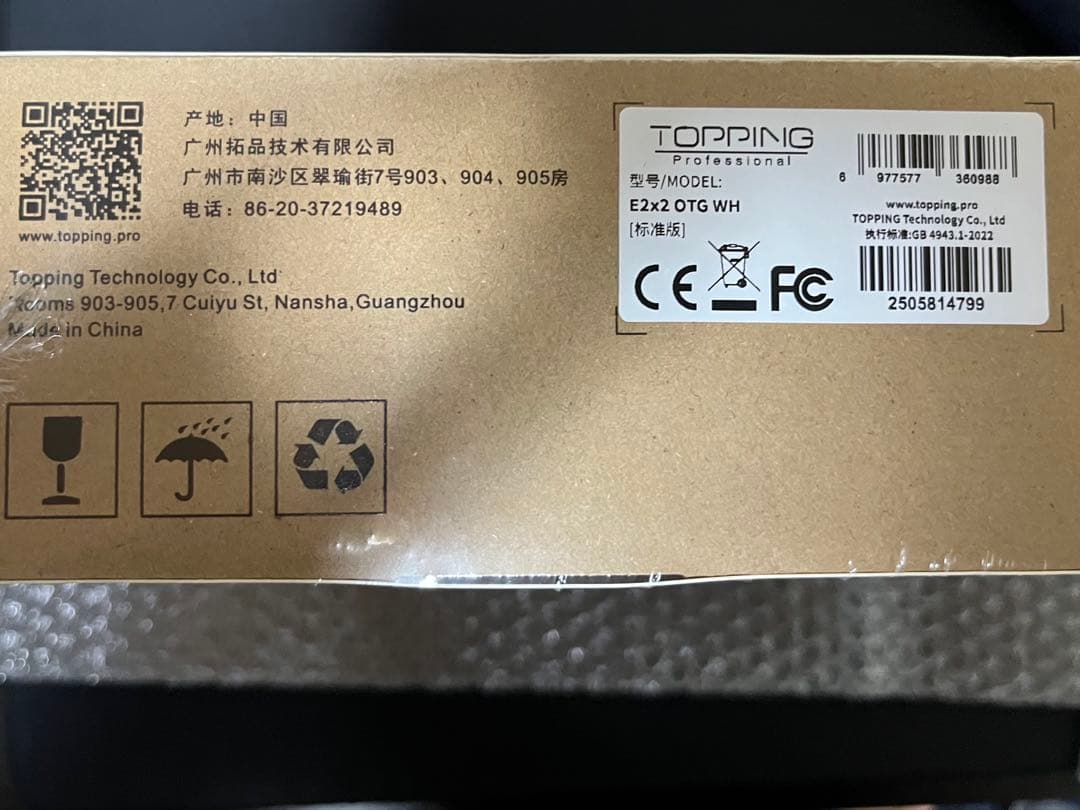 产地：中国
广州拓品技术有限公司
广州市南沙区翠瑜街7号903、904、905房
电话：86-20-37219489
www.topping.pro
Topping Technology Co., Ltd
Rooms 903-905,7 Cuiyu St, Nansha,Guangzhou
Made in China
TOPPING
Professional
型号/MODEL:
E2x2 OTG WH
[标准版]
CE FC
6 977577 360988
www.topping.pro
TOPPING Technology Co., Ltd
执行标准:GB 4943.1-2022
2505814799